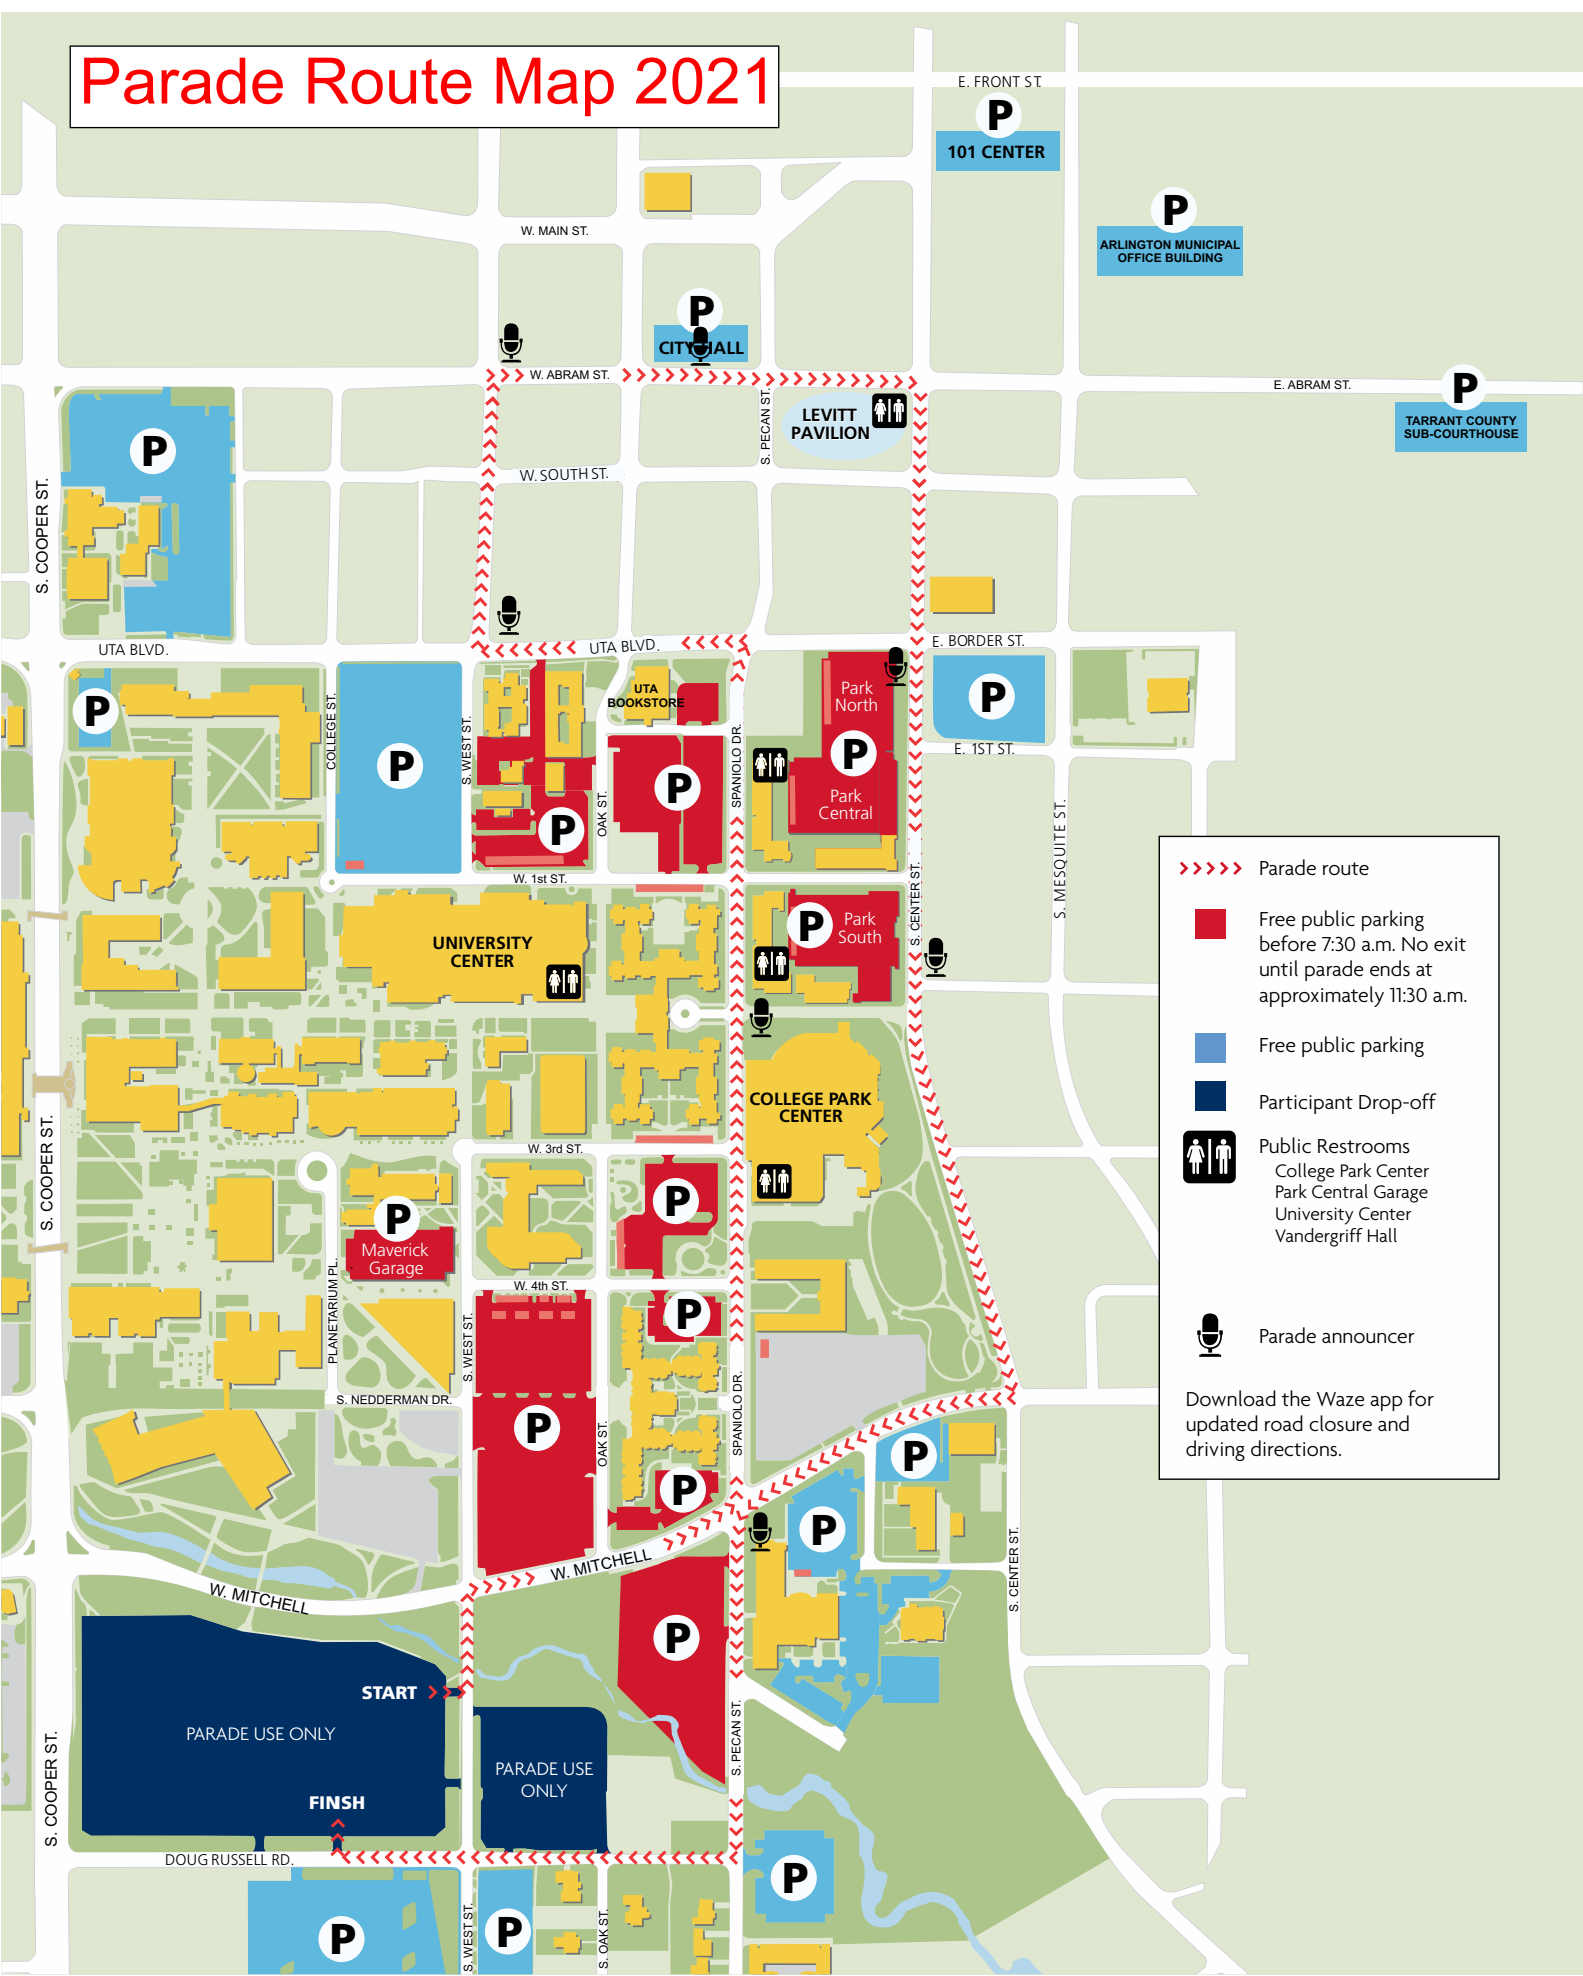 Parade Route Map 2021
E. FRONT ST.
P
101 CENTER
P
ARLINGTON MUNICIPAL
OFFICE BUILDING
W. MAIN ST.
P
CITY HALL
W. ABRAM ST.
E. ABRAM ST.
P
TARRANT COUNTY
SUB-COURTHOUSE
LEVITT
PAVILION
S. PECAN ST.
P
W. SOUTH ST.
S. COOPER ST.
UTA BLVD.
UTA BLVD.
E. BORDER ST.
P
COLLEGE ST.
P
S. WEST ST.
UTA
BOOKSTORE
SPANIOLO DR.
Park
North
P
Park
Central
P
E. 1ST ST.
P
P
OAK ST.
S. MESQUITE ST.
W. 1st ST.
S. CENTER ST.
UNIVERSITY
CENTER
P
Park
South
COLLEGE PARK
CENTER
S. COOPER ST.
W. 3rd ST.
P
P
Maverick
Garage
PLANETARIUM PL.
W. 4th ST.
P
S. WEST ST.
S. NEDDERMAN DR.
P
OAK ST.
SPANIOLO DR.
P
P
P
W. MITCHELL
W. MITCHELL
S. CENTER ST.
P
START
PARADE USE ONLY
PARADE USE
ONLY
FINSH
S. COOPER ST.
S. PECAN ST.
DOUG RUSSELL RD.
P
P
S. WEST ST.
P
S. OAK ST.
Parade route
Free public parking
before 7:30 a.m. No exit
until parade ends at
approximately 11:30 a.m.
Free public parking
Participant Drop-off
Public Restrooms
College Park Center
Park Central Garage
University Center
Vandergriff Hall
Parade announcer
Download the Waze app for
updated road closure and
driving directions.